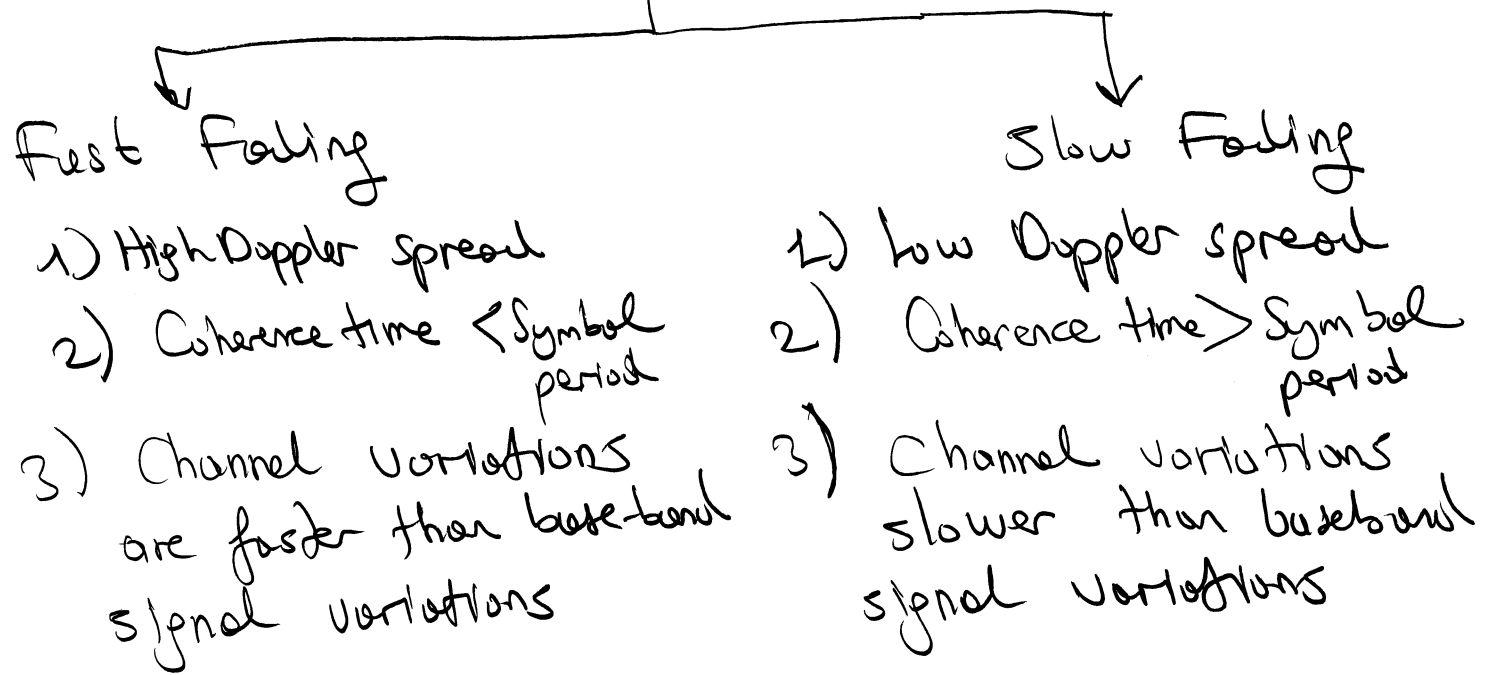 Fast Fading
1) High Doppler spread
2) Coherence time < Symbol
period
3) Channel variations
are faster than base-band
signal variations
Slow Fading
1) Low Doppler spread
2) Coherence time > Symbol
period
3) Channel variations
slower than baseband
signal variations